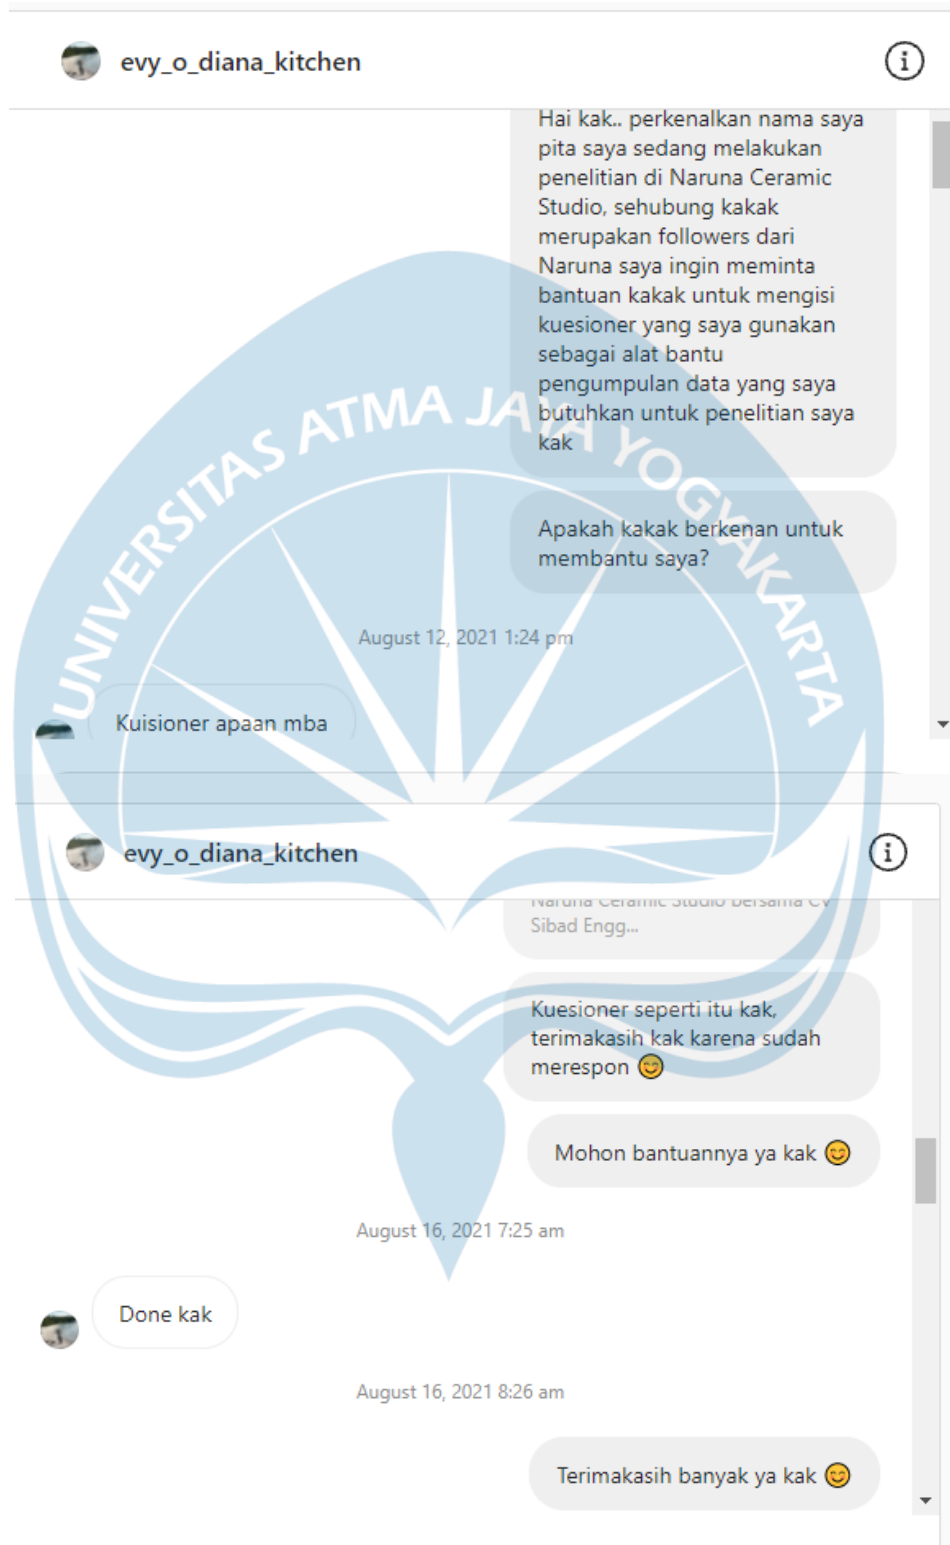 evy_o_diana_kitchen
Hai kak.. perkenalkan nama saya
pita saya sedang melakukan
penelitian di Naruna Ceramic
Studio, sehubung kakak
merupakan followers dari
Naruna saya ingin meminta
bantuan kakak untuk mengisi
kuesioner yang saya gunakan
sebagai alat bantu
pengumpulan data yang saya
butuhkan untuk penelitian saya
kak
Apakah kakak berkenan untuk
membantu saya?
August 12, 2021 1:24 pm
Kuisioner apaan mba
UNIVERSITAS ATMA JAYA YOGYAKARTA
evy_o_diana_kitchen
Naruna Ceramic Studio bersama CV
Sibad Engg...
Kuesioner seperti itu kak,
terimakasih kak karena sudah
merespon 😊
Mohon bantuannya ya kak 😊
August 16, 2021 7:25 am
Done kak
August 16, 2021 8:26 am
Terimakasih banyak ya kak 😊